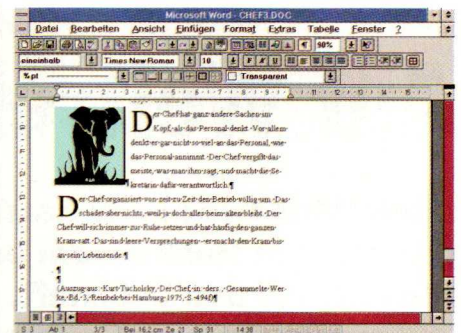 Microsoft Word - CHEF3.DOC
Datei Bearbeiten Ansicht Einfügen Format Extras Tabelle Fenster ?
90%
eineinhalb Times New Roman 10 F K U
¾ pt Transparent
Der·Chef·hat·ganz·andere·Sachen·im·
Kopf,·als·das·Personal·denkt.·Vor·allem·
denkt·er·gar·nicht·so·viel·an·das·Personal,·wie·
das·Personal·annimmt.·Der·Chef·vergißt·das·
meiste,·was·man·ihm·sagt,·und·macht·die·Se-
kretärin·dafür·verantwortlich.¶
Der·Chef·organisiert·von·zeit·zu·Zeit·den·Betrieb·völlig·um.·Das·
schadet·aber·nichts,·weil·ja·doch·alles·beim·alten·bleibt.·Der·
Chef·will·sich·immer·zur·Ruhe·setzen·und·hat·häufig·den·ganzen·
Kram·satt.·Das·sind·leere·Versprechungen·-·er·macht·den·Kram·bis·
an·sein·Lebensende.¶
¶
¶
(Auszug·aus·:Kurt·Tucholsky,·Der·Chef,·in·:ders.,·Gesammelte·Wer-
ke,·Bd.·3,·Reinbek·bei·Hamburg·1975,·S.·494f)¶
¶
S 3 Ab 1 3/3 Bei 16,2 cm Ze 21 Sp 31 14:38